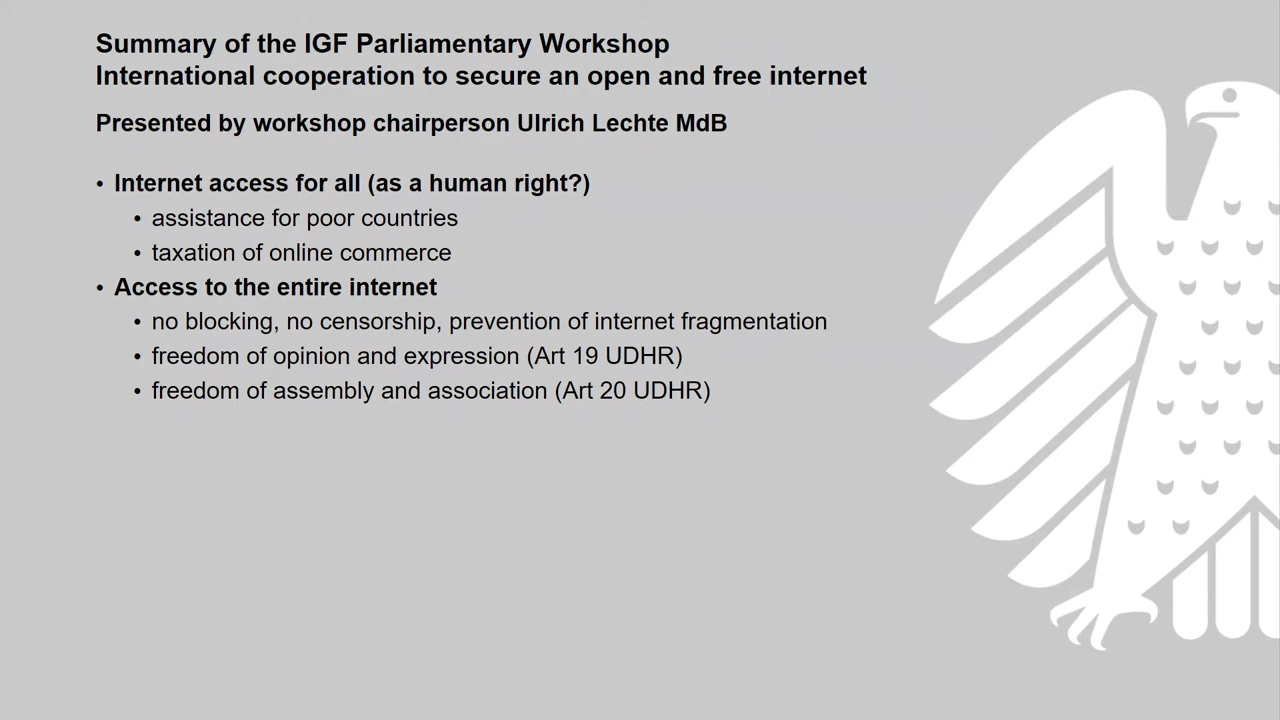 Summary of the IGF Parliamentary Workshop
International cooperation to secure an open and free internet
Presented by workshop chairperson Ulrich Lechte MdB
• Internet access for all (as a human right?)
• assistance for poor countries
• taxation of online commerce
• Access to the entire internet
• no blocking, no censorship, prevention of internet fragmentation
• freedom of opinion and expression (Art 19 UDHR)
• freedom of assembly and association (Art 20 UDHR)